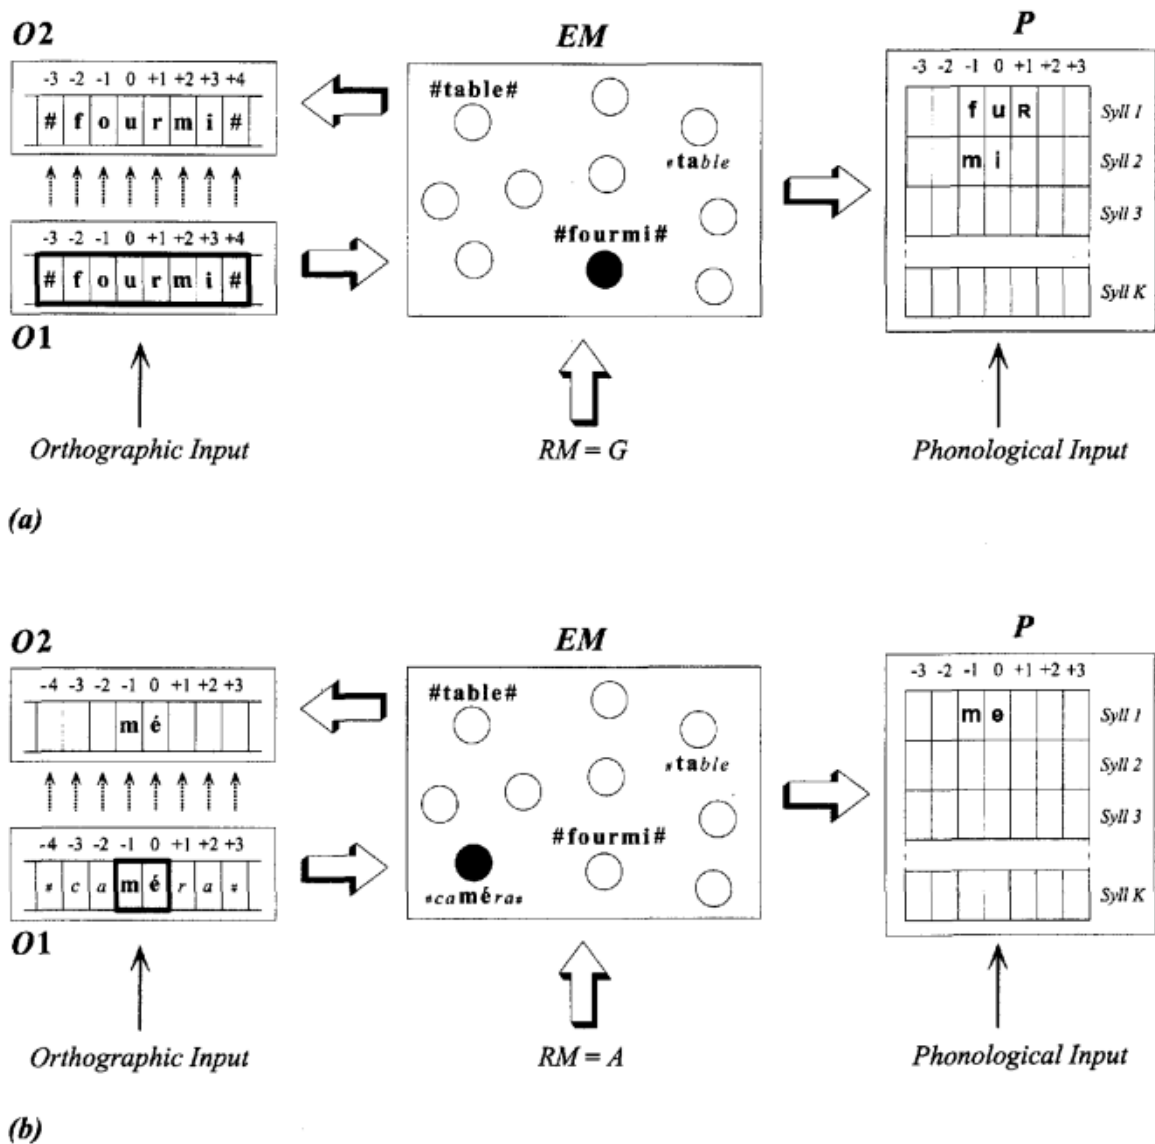 O2 EM P
-3 -2 -1 0 +1 +2 +3 +4
# f o u r m i #
-3 -2 -1 0 +1 +2 +3 +4
# f o u r m i #
O1
Orthographic Input
#table#
#table
#fourmi#
RM = G
-3 -2 -1 0 +1 +2 +3
f u R Syll 1
m i Syll 2
Syll 3
Syll K
Phonological Input
(a)
O2 EM P
-4 -3 -2 -1 0 +1 +2 +3
m é
-4 -3 -2 -1 0 +1 +2 +3
# c a m é r a #
O1
Orthographic Input
#table#
#table
#fourmi#
#caméra#
RM = A
-3 -2 -1 0 +1 +2 +3
m e Syll 1
Syll 2
Syll 3
Syll K
Phonological Input
(b)